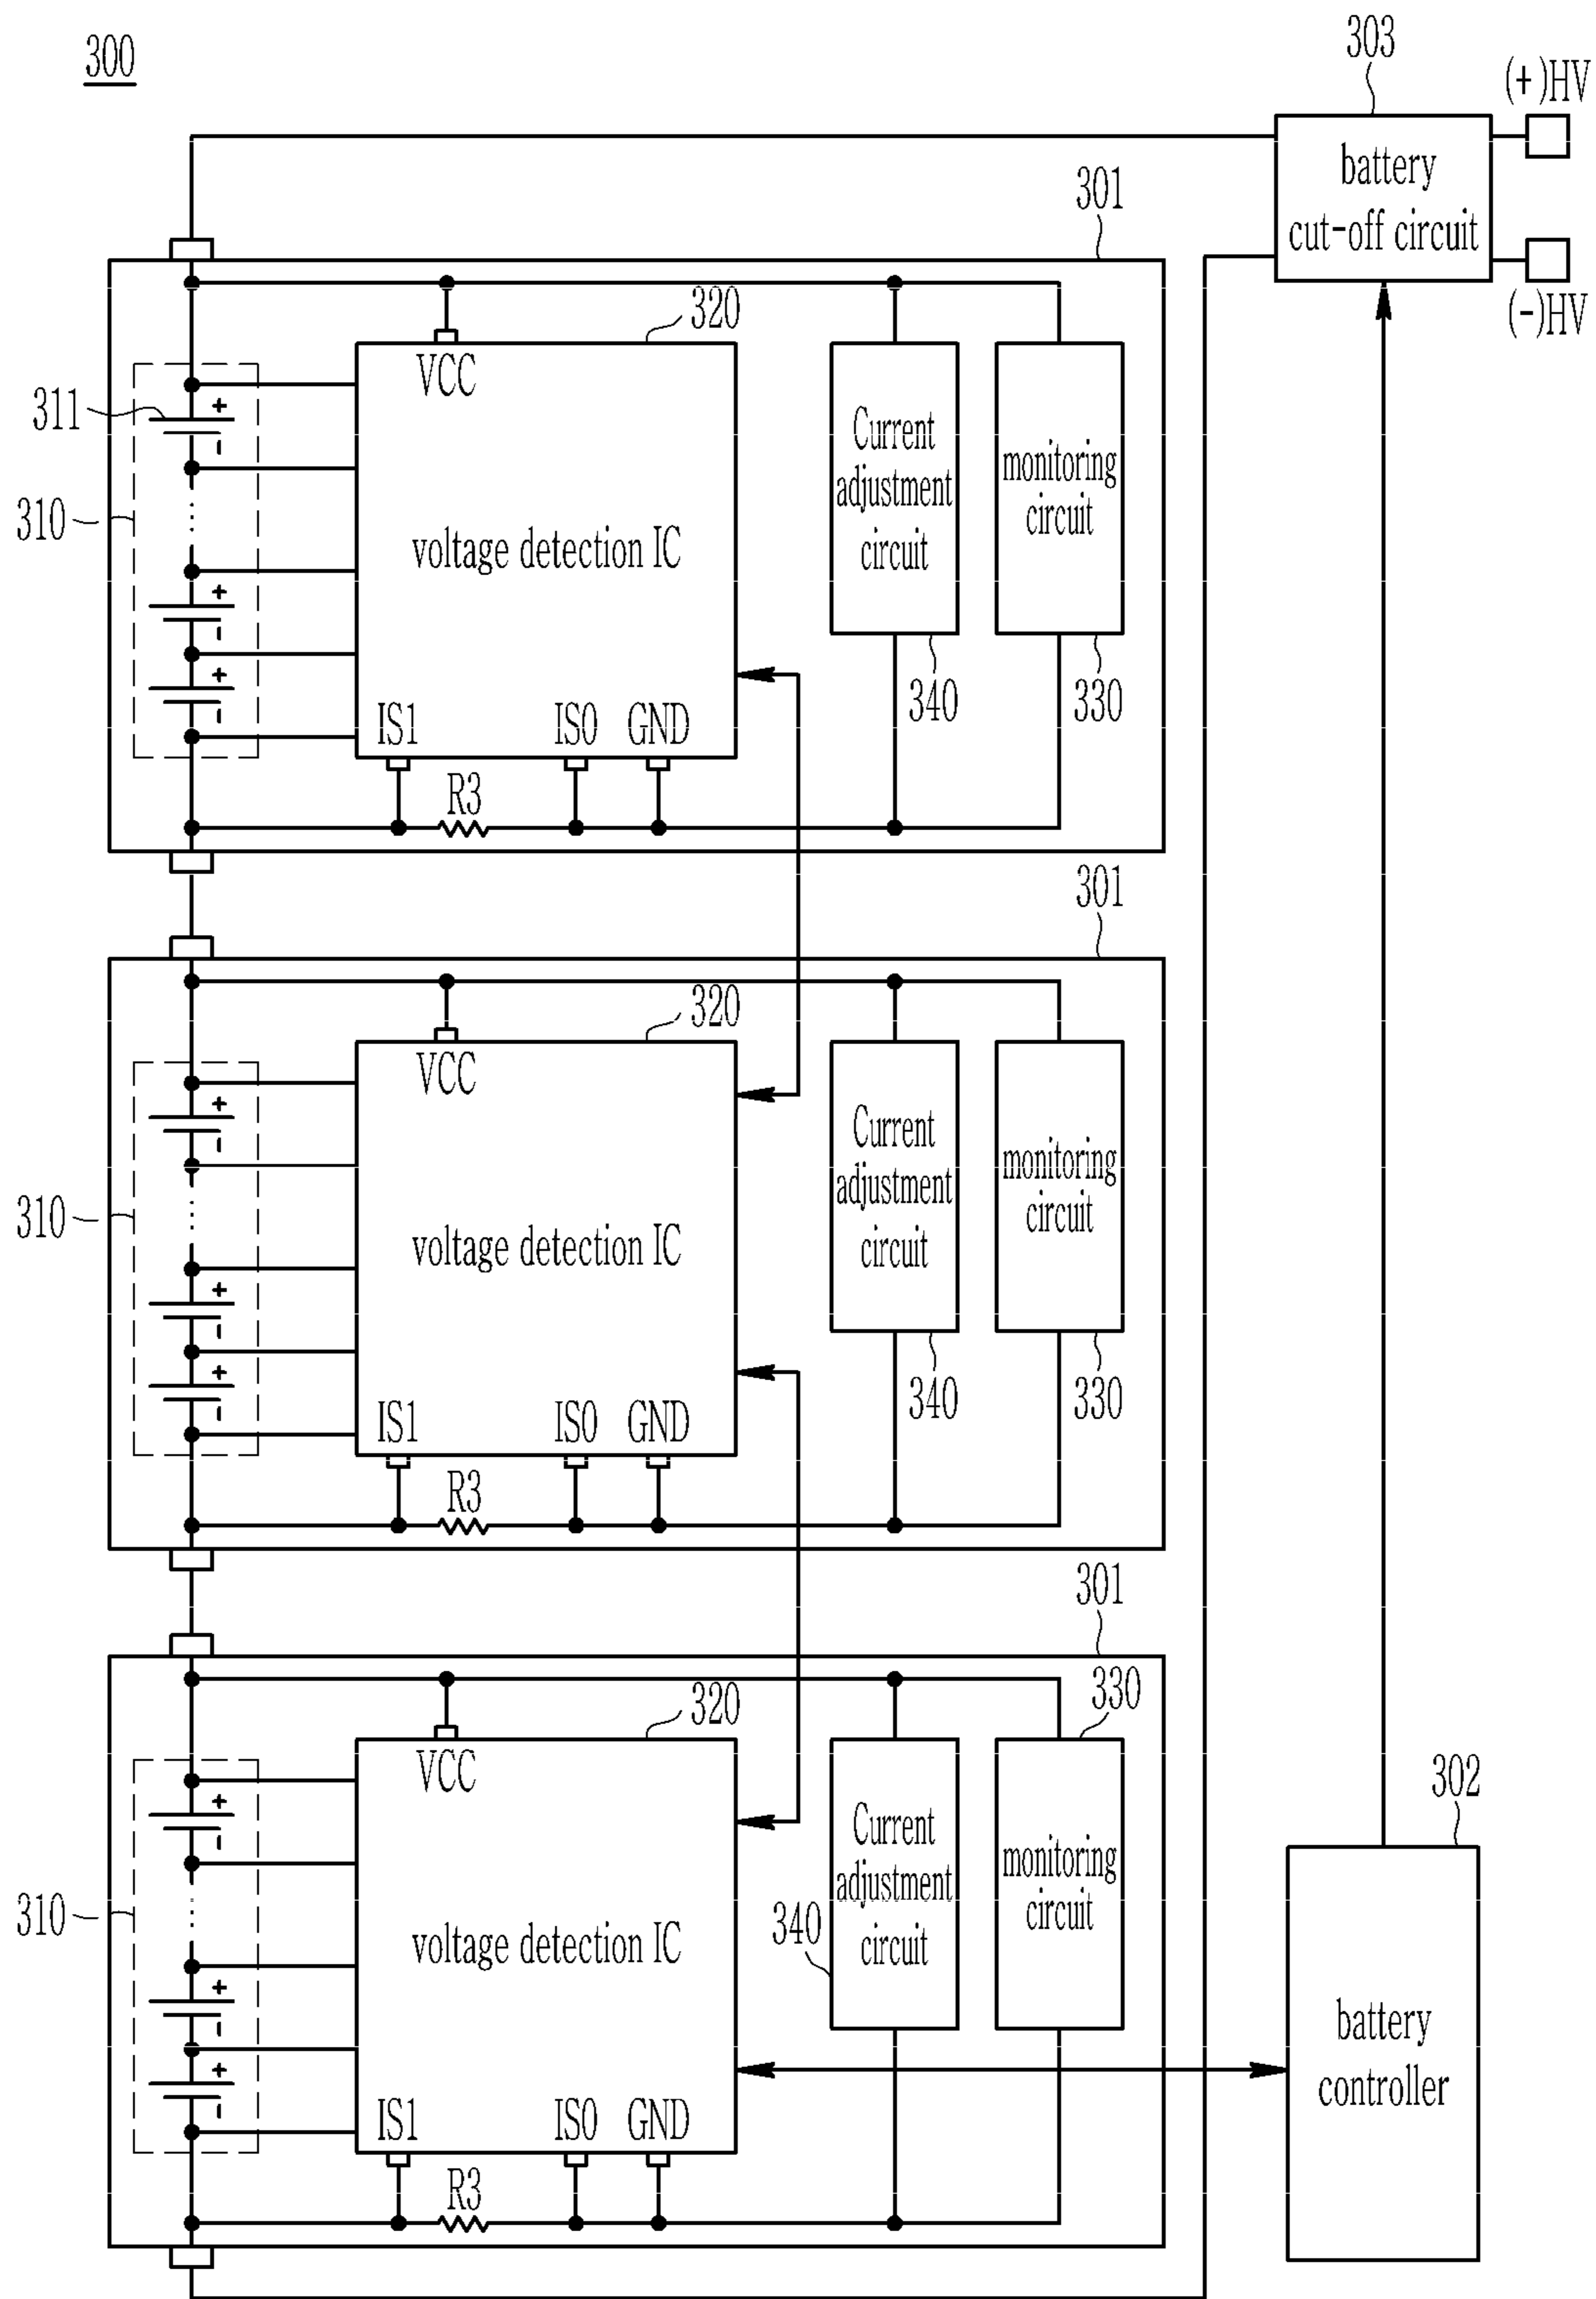 300
303
(+)HV
battery
cut-off circuit
(-)HV
301
320
VCC
311
+
-
Current
adjustment
circuit
monitoring
circuit
310
voltage detection IC
+
-
+
-
340
330
IS1
IS0
GND
R3
301
320
VCC
+
-
Current
adjustment
circuit
monitoring
circuit
310
voltage detection IC
+
-
+
-
340
330
IS1
IS0
GND
R3
301
330
320
VCC
302
+
-
Current
adjustment
circuit
monitoring
circuit
310
340
voltage detection IC
+
-
battery
controller
+
-
IS1
IS0
GND
R3